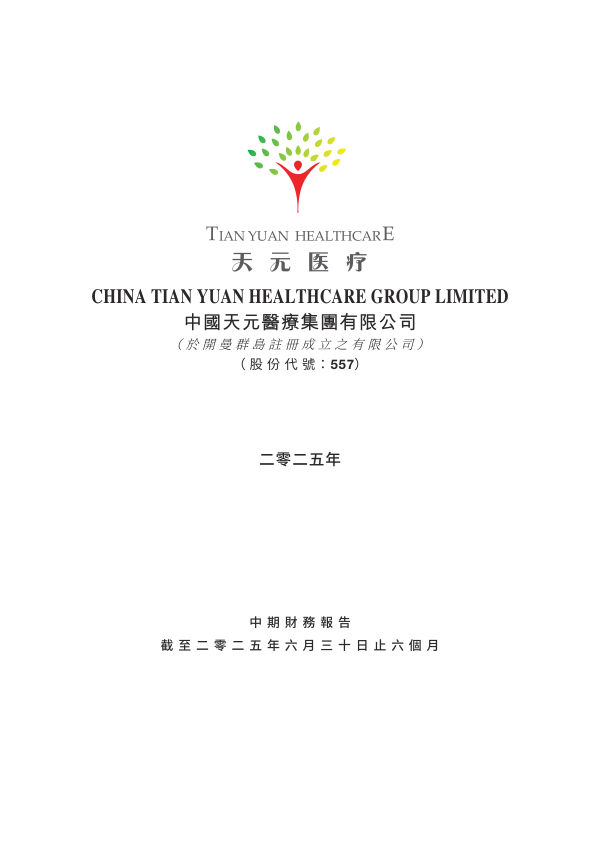 TIAN YUAN HEALTHCARE
天元医疗
CHINA TIAN YUAN HEALTHCARE GROUP LIMITED
中國天元醫療集團有限公司
（於開曼群島註冊成立之有限公司）
（股份代號：557）
二零二五年
中期財務報告
截至二零二五年六月三十日止六個月